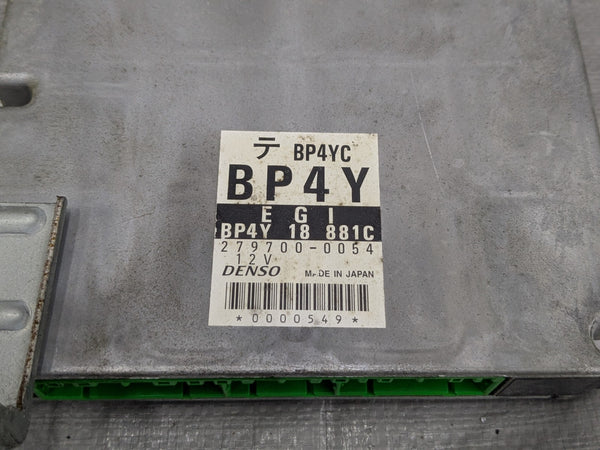 テ BP4YC
BP4Y
EGI
BP4Y 18 881C
279700-0054
12V
DENSO MADE IN JAPAN
*0000549*